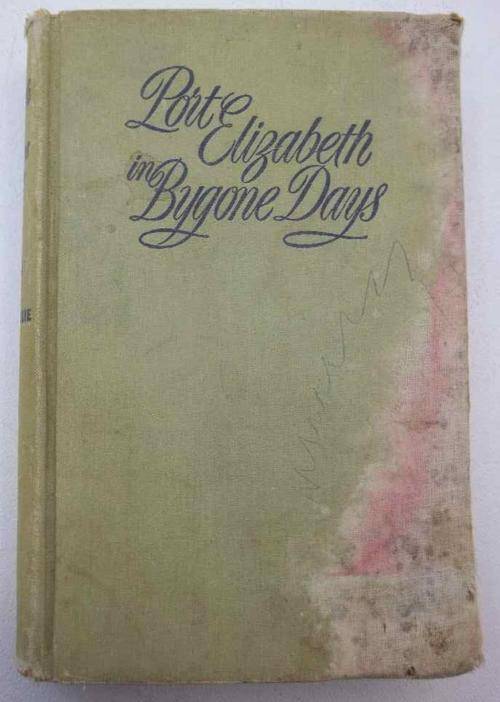 Port
Elizabeth
in
Bygone Days